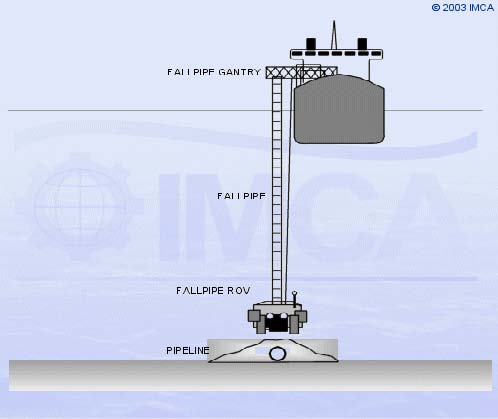 © 2003 IMCA
FALLPIPE GANTRY
FALLPIPE
IMCA
FALLPIPE ROV
PIPELINE